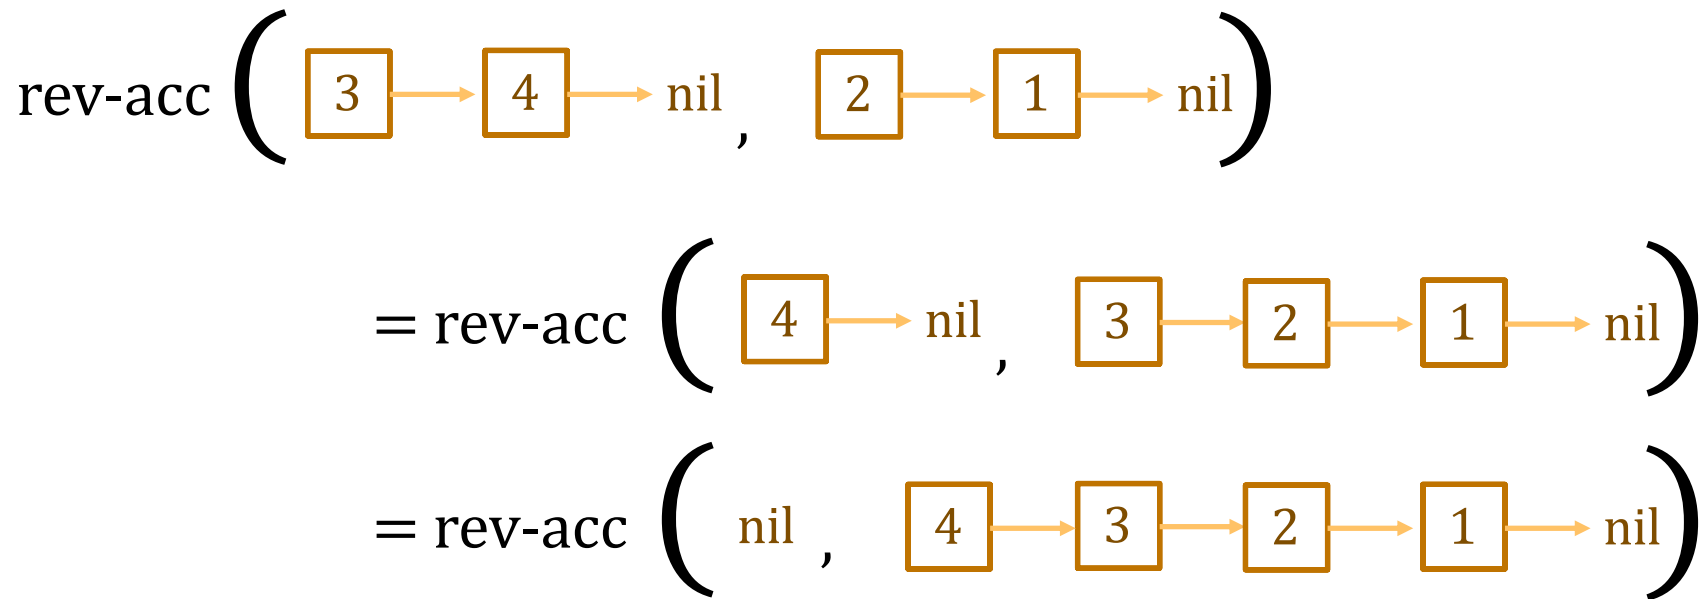 rev-acc ( 3 4 nil , 2 1 nil )
= rev-acc ( 4 nil , 3 2 1 nil )
= rev-acc ( nil , 4 3 2 1 nil )